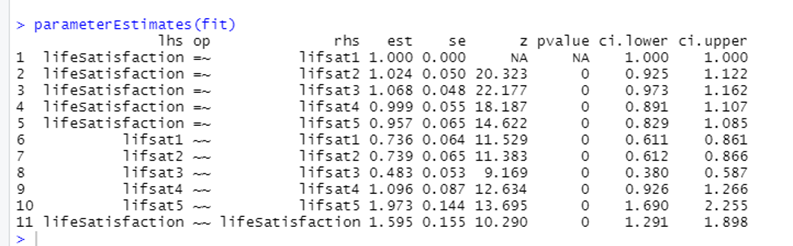 > parameterEstimates(fit)
               lhs op              rhs   est    se      z pvalue ci.lower ci.upper
1  lifeSatisfaction =~         lifsat1 1.000 0.000     NA     NA    1.000    1.000
2  lifeSatisfaction =~         lifsat2 1.024 0.050 20.323      0    0.925    1.122
3  lifeSatisfaction =~         lifsat3 1.068 0.048 22.177      0    0.973    1.162
4  lifeSatisfaction =~         lifsat4 0.999 0.055 18.187      0    0.891    1.107
5  lifeSatisfaction =~         lifsat5 0.957 0.065 14.622      0    0.829    1.085
6           lifsat1 ~~         lifsat1 0.736 0.064 11.529      0    0.611    0.861
7           lifsat2 ~~         lifsat2 0.739 0.065 11.383      0    0.612    0.866
8           lifsat3 ~~         lifsat3 0.483 0.053  9.169      0    0.380    0.587
9           lifsat4 ~~         lifsat4 1.096 0.087 12.634      0    0.926    1.266
10          lifsat5 ~~         lifsat5 1.973 0.144 13.695      0    1.690    2.255
11 lifeSatisfaction ~~ lifeSatisfaction 1.595 0.155 10.290      0    1.291    1.898
>